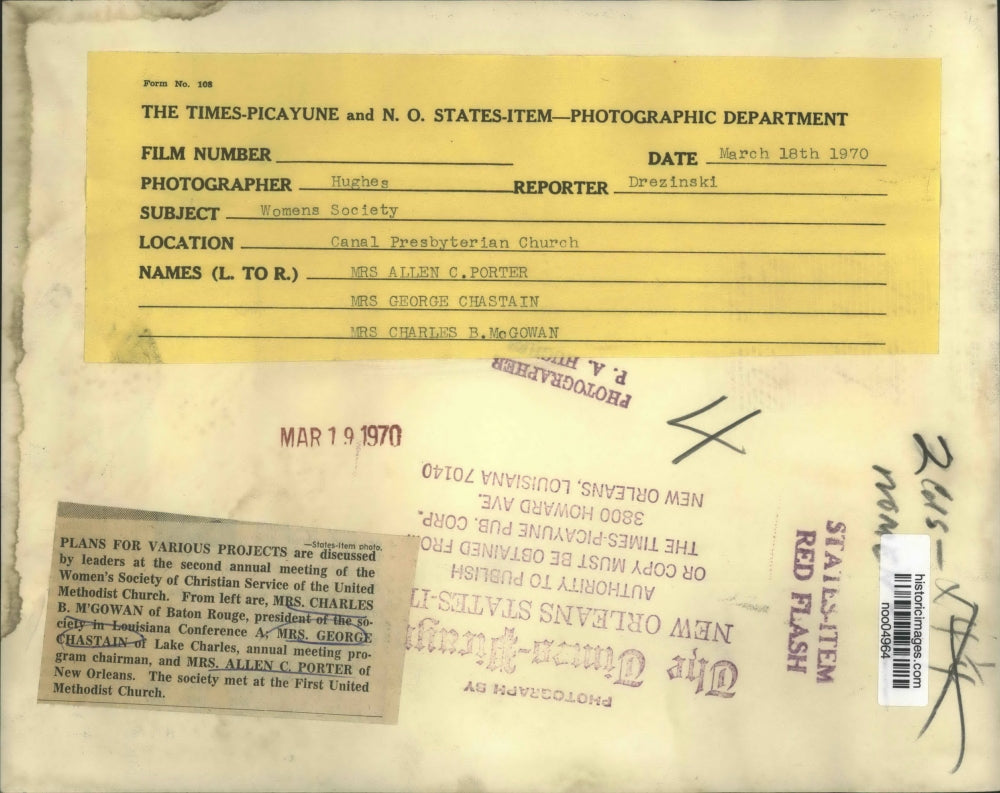 Form No. 108
THE TIMES-PICAYUNE and N. O. STATES-ITEM—PHOTOGRAPHIC DEPARTMENT
FILM NUMBER
DATE March 18th 1970
PHOTOGRAPHER Hughes REPORTER Drezinski
SUBJECT Womens Society
LOCATION Canal Presbyterian Church
NAMES (L. TO R.) MRS ALLEN C.PORTER
MRS GEORGE CHASTAIN
MRS CHARLES B.McGOWAN
PHOTOGRAPHER
P. A.
4
MAR 19 1970
—States-Item photo.
PLANS FOR VARIOUS PROJECTS are discussed
by leaders at the second annual meeting of the
Women's Society of Christian Service of the United
Methodist Church. From left are, MRS. CHARLES
B. M'GOWAN of Baton Rouge, president of the so-
ciety in Louisiana Conference A, MRS. GEORGE
CHASTAIN of Lake Charles, annual meeting pro-
gram chairman, and MRS. ALLEN C. PORTER of
New Orleans. The society met at the First United
Methodist Church.
PHOTOGRAPH BY
The Times-Picayu
NEW ORLEANS STATES-IT
AUTHORITY TO PUBLISH
OR COPY MUST BE OBTAINED FRO
THE TIMES-PICAYUNE PUB. CORP.
3800 HOWARD AVE.
NEW ORLEANS, LOUISIANA 70140
STATES-ITEM
RED FLASH
historicimages.com
noo04964